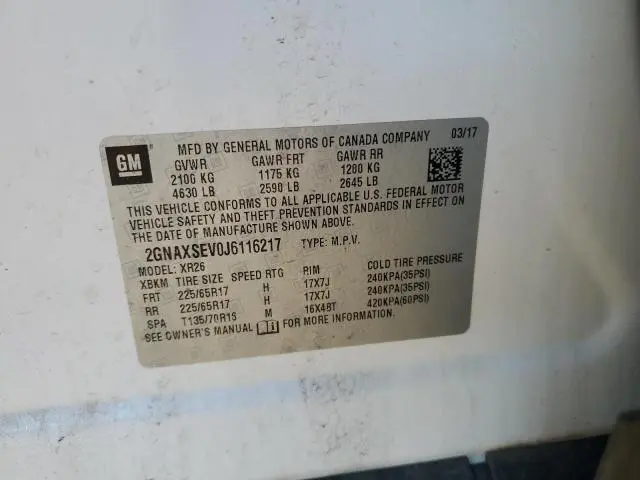 GM
MFD BY GENERAL MOTORS OF CANADA COMPANY 03/17
GVWR GAWR FRT GAWR RR
2100 KG 1175 KG 1200 KG
4630 LB 2590 LB 2645 LB
THIS VEHICLE CONFORMS TO ALL APPLICABLE U.S. FEDERAL MOTOR
VEHICLE SAFETY AND THEFT PREVENTION STANDARDS IN EFFECT ON
THE DATE OF MANUFACTURE SHOWN ABOVE.
2GNAXSEV0J6116217 TYPE: M.P.V.
MODEL: XR26
XBKM TIRE SIZE SPEED RTG RIM COLD TIRE PRESSURE
FRT 225/65R17 H 17X7J 240KPA(35PSI)
RR 225/65R17 H 17X7J 240KPA(35PSI)
SPA T135/70R16 M 16X4BT 420KPA(60PSI)
SEE OWNER'S MANUAL FOR MORE INFORMATION.